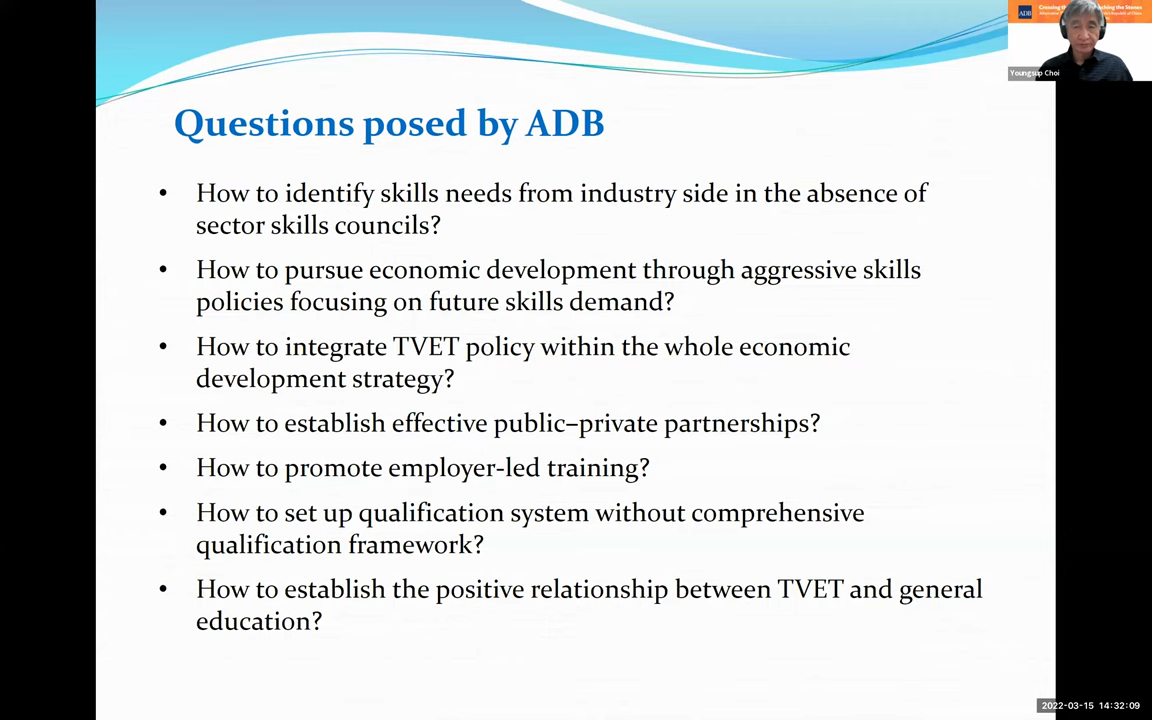 ADB
Questions posed by ADB
• How to identify skills needs from industry side in the absence of
sector skills councils?
• How to pursue economic development through aggressive skills
policies focusing on future skills demand?
• How to integrate TVET policy within the whole economic
development strategy?
• How to establish effective public–private partnerships?
• How to promote employer-led training?
• How to set up qualification system without comprehensive
qualification framework?
• How to establish the positive relationship between TVET and general
education?
Youngsup Choi
2022-03-15 14:32:09